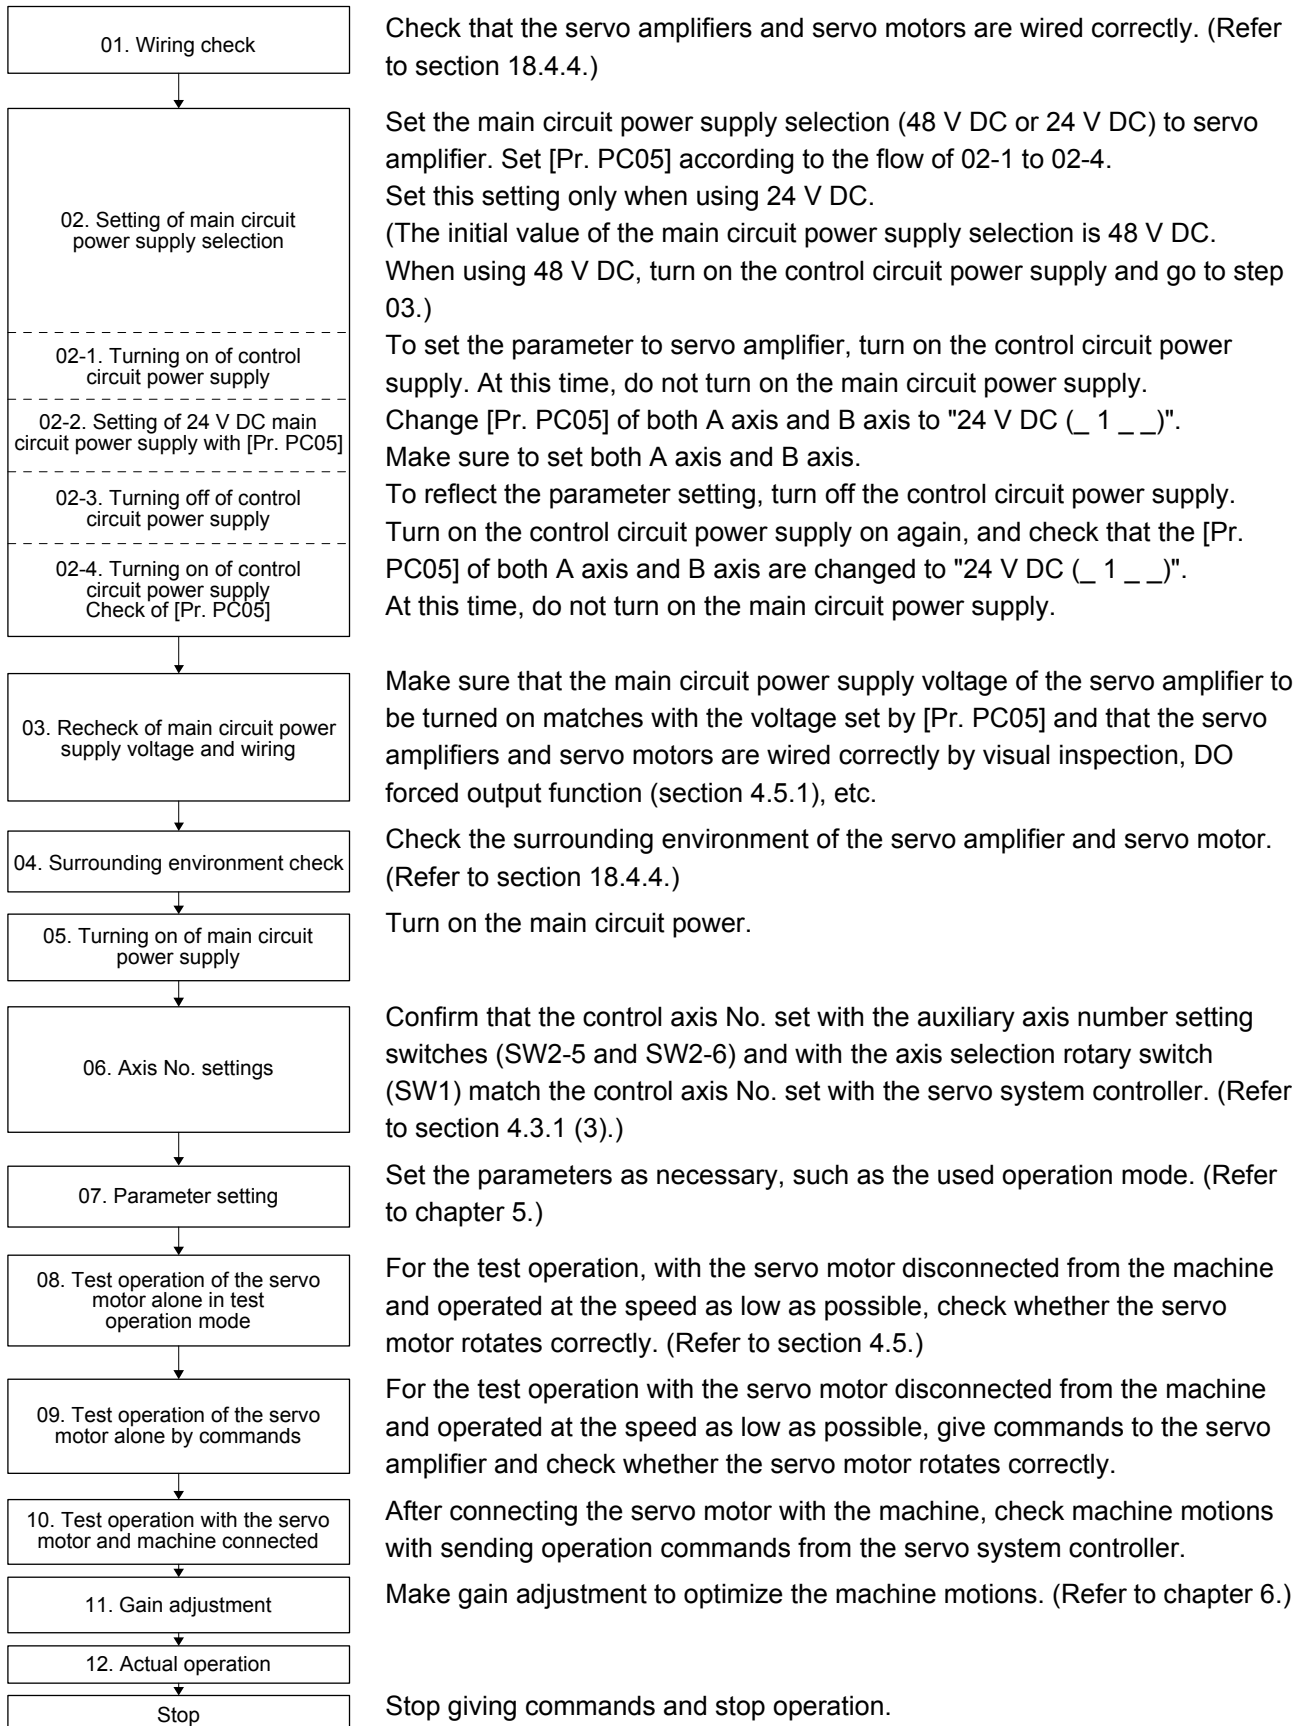 01. Wiring check
Check that the servo amplifiers and servo motors are wired correctly. (Refer
to section 18.4.4.)
02. Setting of main circuit
power supply selection
Set the main circuit power supply selection (48 V DC or 24 V DC) to servo
amplifier. Set [Pr. PC05] according to the flow of 02-1 to 02-4.
Set this setting only when using 24 V DC.
(The initial value of the main circuit power supply selection is 48 V DC.
When using 48 V DC, turn on the control circuit power supply and go to step
03.)
02-1. Turning on of control
circuit power supply
To set the parameter to servo amplifier, turn on the control circuit power
supply. At this time, do not turn on the main circuit power supply.
02-2. Setting of 24 V DC main
circuit power supply with [Pr. PC05]
Change [Pr. PC05] of both A axis and B axis to "24 V DC (_ 1 _ _)".
Make sure to set both A axis and B axis.
02-3. Turning off of control
circuit power supply
To reflect the parameter setting, turn off the control circuit power supply.
02-4. Turning on of control
circuit power supply
Check of [Pr. PC05]
Turn on the control circuit power supply on again, and check that the [Pr.
PC05] of both A axis and B axis are changed to "24 V DC (_ 1 _ _)".
At this time, do not turn on the main circuit power supply.
03. Recheck of main circuit power
supply voltage and wiring
Make sure that the main circuit power supply voltage of the servo amplifier to
be turned on matches with the voltage set by [Pr. PC05] and that the servo
amplifiers and servo motors are wired correctly by visual inspection, DO
forced output function (section 4.5.1), etc.
04. Surrounding environment check
Check the surrounding environment of the servo amplifier and servo motor.
(Refer to section 18.4.4.)
05. Turning on of main circuit
power supply
Turn on the main circuit power.
06. Axis No. settings
Confirm that the control axis No. set with the auxiliary axis number setting
switches (SW2-5 and SW2-6) and with the axis selection rotary switch
(SW1) match the control axis No. set with the servo system controller. (Refer
to section 4.3.1 (3).)
07. Parameter setting
Set the parameters as necessary, such as the used operation mode. (Refer
to chapter 5.)
08. Test operation of the servo
motor alone in test
operation mode
For the test operation, with the servo motor disconnected from the machine
and operated at the speed as low as possible, check whether the servo
motor rotates correctly. (Refer to section 4.5.)
09. Test operation of the servo
motor alone by commands
For the test operation with the servo motor disconnected from the machine
and operated at the speed as low as possible, give commands to the servo
amplifier and check whether the servo motor rotates correctly.
10. Test operation with the servo
motor and machine connected
After connecting the servo motor with the machine, check machine motions
with sending operation commands from the servo system controller.
11. Gain adjustment
Make gain adjustment to optimize the machine motions. (Refer to chapter 6.)
12. Actual operation
Stop
Stop giving commands and stop operation.